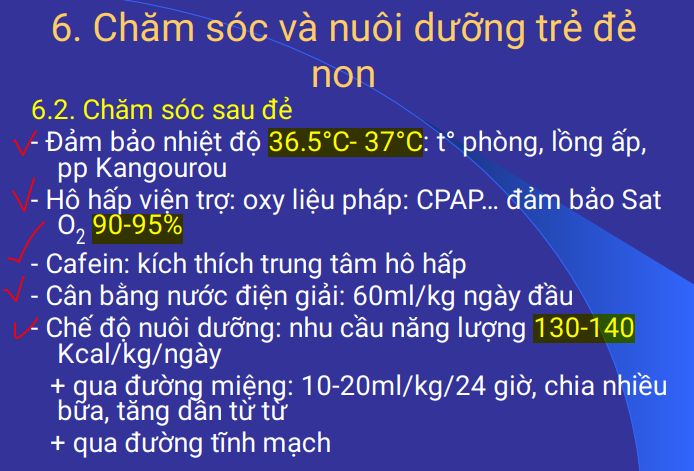 6. Chăm sóc và nuôi dưỡng trẻ đẻ
non
6.2. Chăm sóc sau đẻ
- Đảm bảo nhiệt độ 36.5°C- 37°C: t° phòng, lồng ấp,
pp Kangourou
- Hô hấp viện trợ: oxy liệu pháp: CPAP... đảm bảo Sat
O₂ 90-95%
- Cafein: kích thích trung tâm hô hấp
- Cân bằng nước điện giải: 60ml/kg ngày đầu
- Chế độ nuôi dưỡng: nhu cầu năng lượng 130-140
Kcal/kg/ngày
+ qua đường miệng: 10-20ml/kg/24 giờ, chia nhiều
bữa, tăng dần từ từ
+ qua đường tĩnh mạch